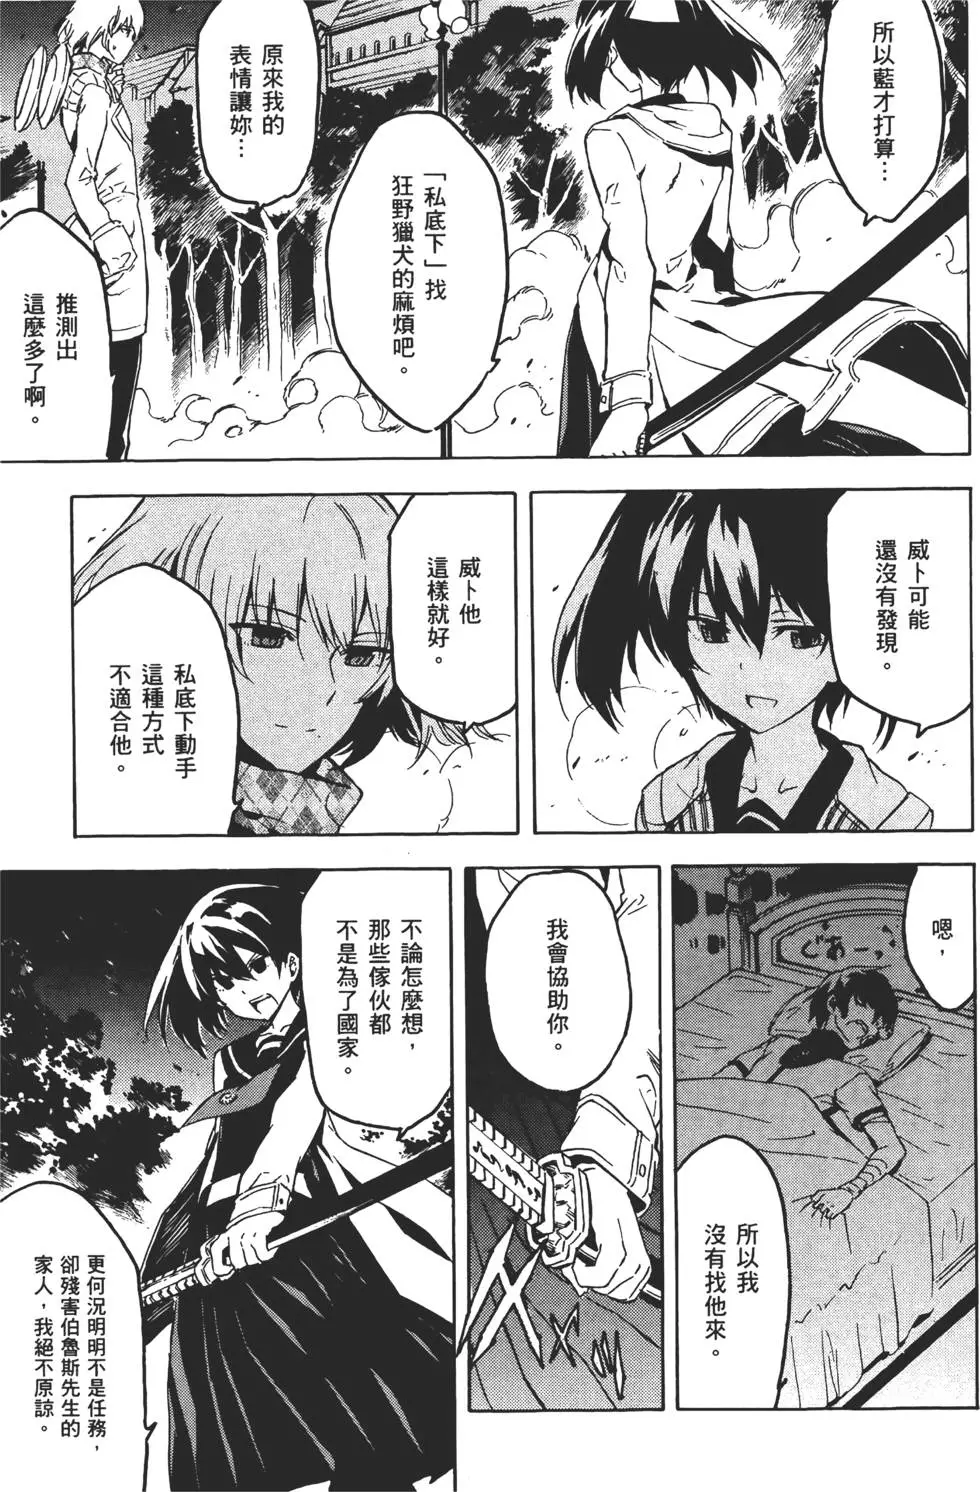 所以藍才打算…
「私底下」找
狂野獵犬的麻煩吧。
原來我的
表情讓妳…
推測出
這麼多了啊。
威卜可能
還沒有發現。
威卜他
這樣就好。
私底下動手
這種方式
不適合他。
嗯，
ぐあーっ
所以我
沒有找他來。
我會協助你。
不論怎麼想，
那些傢伙都
不是為了國家。
更何況明明不是任務，
卻殘害伯魯斯先生的
家人，我絕不原諒。